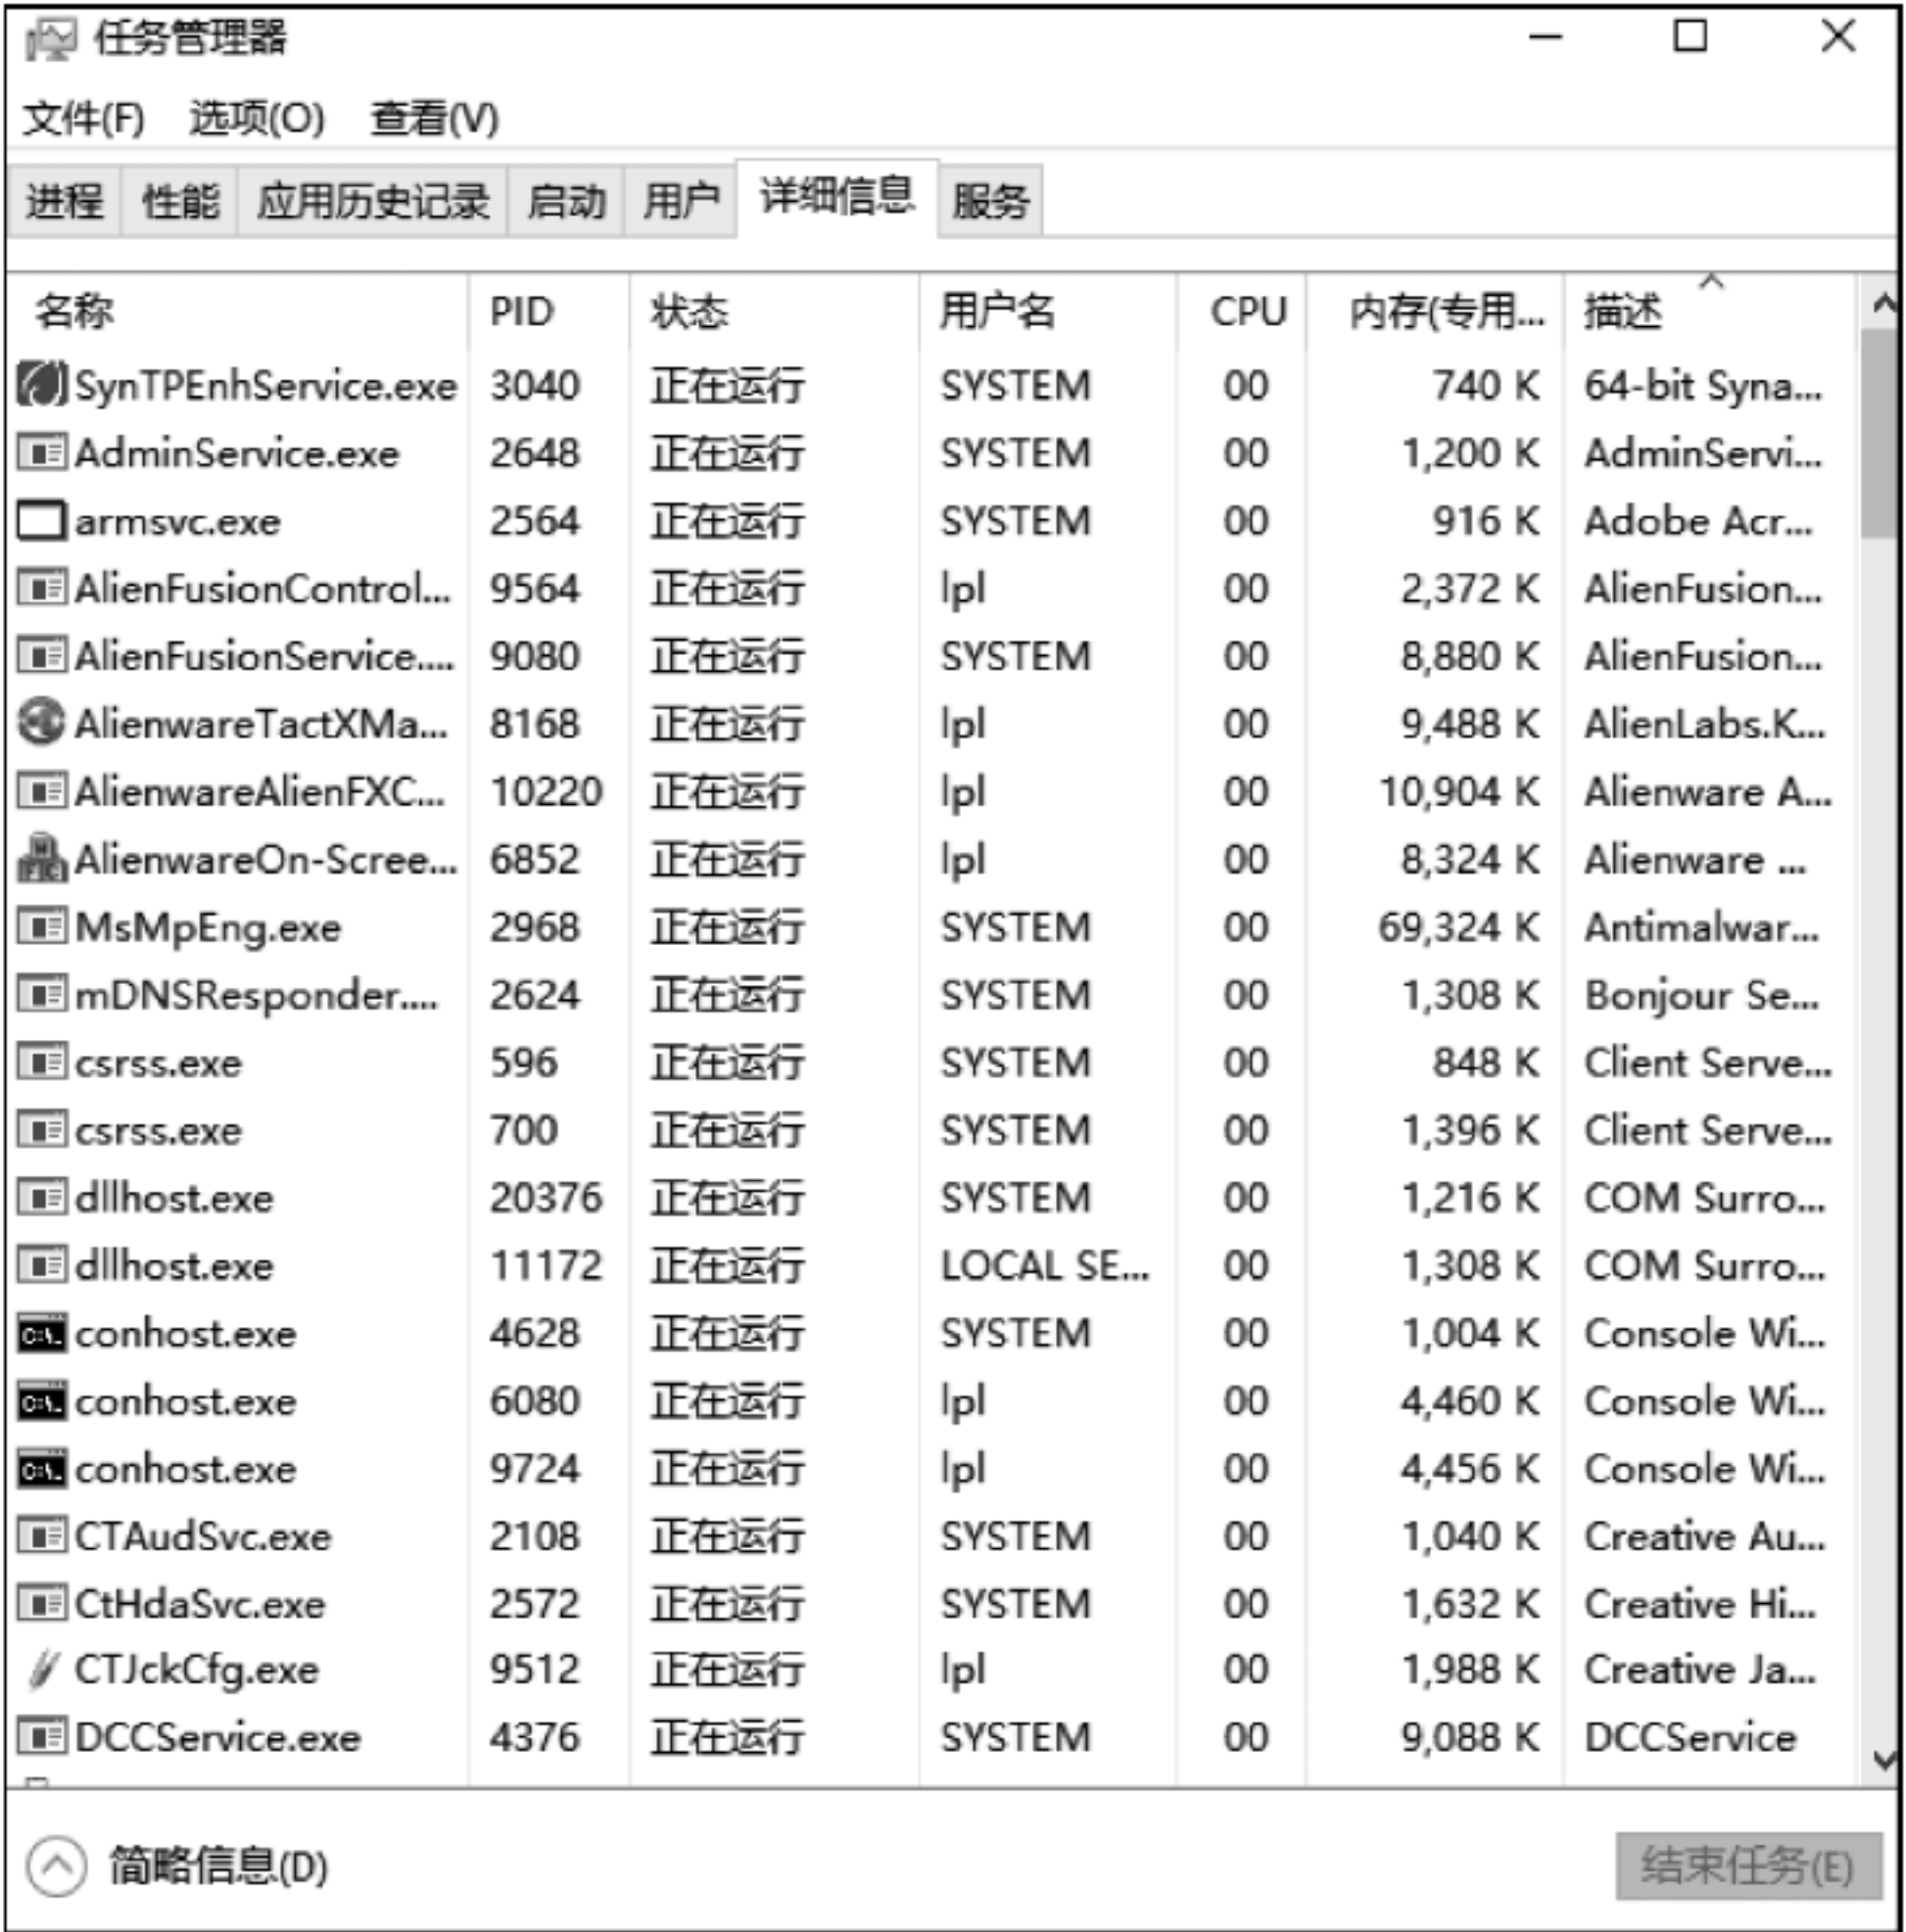 任务管理器
文件(F) 选项(O) 查看(V)
进程 性能 应用历史记录 启动 用户 详细信息 服务
名称 PID 状态 用户名 CPU 内存(专用... 描述
SynTPEnhService.exe 3040 正在运行 SYSTEM 00 740 K 64-bit Syna...
AdminService.exe 2648 正在运行 SYSTEM 00 1,200 K AdminServi...
armsvc.exe 2564 正在运行 SYSTEM 00 916 K Adobe Acr...
AlienFusionControl... 9564 正在运行 lpl 00 2,372 K AlienFusion...
AlienFusionService.... 9080 正在运行 SYSTEM 00 8,880 K AlienFusion...
AlienwareTactXMa... 8168 正在运行 lpl 00 9,488 K AlienLabs.K...
AlienwareAlienFXC... 10220 正在运行 lpl 00 10,904 K Alienware A...
AlienwareOn-Scree... 6852 正在运行 lpl 00 8,324 K Alienware ...
MsMpEng.exe 2968 正在运行 SYSTEM 00 69,324 K Antimalwar...
mDNSResponder.... 2624 正在运行 SYSTEM 00 1,308 K Bonjour Se...
csrss.exe 596 正在运行 SYSTEM 00 848 K Client Serve...
csrss.exe 700 正在运行 SYSTEM 00 1,396 K Client Serve...
dllhost.exe 20376 正在运行 SYSTEM 00 1,216 K COM Surro...
dllhost.exe 11172 正在运行 LOCAL SE... 00 1,308 K COM Surro...
conhost.exe 4628 正在运行 SYSTEM 00 1,004 K Console Wi...
conhost.exe 6080 正在运行 lpl 00 4,460 K Console Wi...
conhost.exe 9724 正在运行 lpl 00 4,456 K Console Wi...
CTAudSvc.exe 2108 正在运行 SYSTEM 00 1,040 K Creative Au...
CtHdaSvc.exe 2572 正在运行 SYSTEM 00 1,632 K Creative Hi...
CTJckCfg.exe 9512 正在运行 lpl 00 1,988 K Creative Ja...
DCCService.exe 4376 正在运行 SYSTEM 00 9,088 K DCCService
简略信息(D) 结束任务(E)